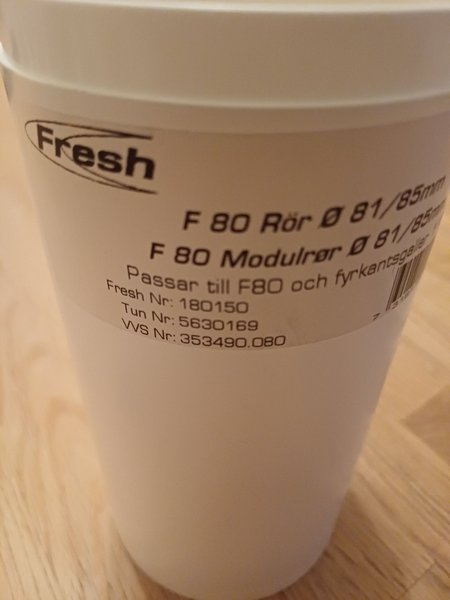 Fresh
F 80 Rör Ø 81/85mm
F 80 Modulrør Ø 81/85mm
Passar till F80 och fyrkantsgaller
Fresh Nr: 180150
Tun Nr: 5630169
VVS Nr: 353490.080
7